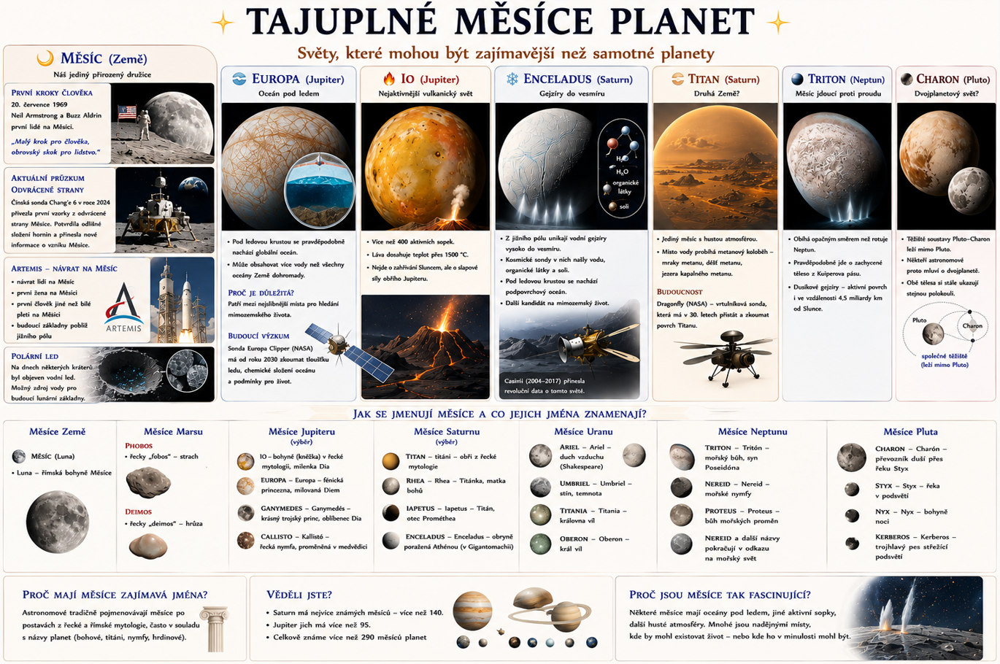 TAJUPLNÉ MĚSÍCE PLANET
Světy, které mohou být zajímavější než samotné planety
MĚSÍC (Země)
Náš jediný přirozený družice
PRVNÍ KROKY ČLOVĚKA
20. července 1969
Neil Armstrong a Buzz Aldrin
první lidé na Měsíci.
„Malý krok pro člověka,
obrovský skok pro lidstvo.“
AKTUÁLNÍ PRŮZKUM
ODVRÁCENÉ STRANY
Čínská sonda Chang'e 6 v roce 2024
přivezla první vzorky z odvrácené
strany Měsíce. Potvrdila odlišné
složení hornin a přinesla nové
informace o vzniku Měsíce.
ARTEMIS – NÁVRAT NA MĚSÍC
• návrat lidí na Měsíc
• první žena na Měsíci
• první člověk jiné než bílé
pleti na Měsíci
• budoucí základny poblíž
jižního pólu
ARTEMIS
POLÁRNÍ LED
Na dnech některých kráterů
byl objeven vodní led.
Možný zdroj vody pro
budoucí lunární základny.
EUROPA (Jupiter)
Oceán pod ledem
• Pod ledovou krustou se pravděpodobně
nachází globální oceán.
• Může obsahovat více vody než všechny
oceány Země dohromady.
PROČ JE DŮLEŽITÁ?
Patří mezi nejslibnější místa pro hledání
mimozemského života.
BUDOUCÍ VÝZKUM
Sonda Europa Clipper (NASA)
má od roku 2030 zkoumat tloušťku
ledu, chemické složení oceánu
a podmínky pro život.
IO (Jupiter)
Nejaktivnější vulkanický svět
• Více než 400 aktivních sopek.
• Láva dosahuje teplot přes 1500 °C.
• Nejde o zahřívání Sluncem, ale o slapové
síly obřího Jupiteru.
ENCELADUS (Saturn)
Gejzíry do vesmíru
H₂
H₂O
organické
látky
soli
• Z jižního pólu unikají vodní gejzíry
vysoko do vesmíru.
• Kosmické sondy v nich našly vodu,
organické látky a soli.
• Pod ledovou krustou se nachází
podpovrchový oceán.
• Další kandidát na mimozemský život.
Cassini (2004–2017) přinesla
revoluční data o tomto světě.
TITAN (Saturn)
Druhá Země?
• Jediný měsíc s hustou atmosférou.
• Místo vody probíhá metanový koloběh –
mraky metanu, déšť metanu,
jezera kapalného metanu.
BUDOUCNOST
Dragonfly (NASA) – vrtulníková sonda,
která má v 30. letech přistát a zkoumat
povrch Titanu.
TRITON (Neptun)
Měsíc jdoucí proti proudu
• Obíhá opačným směrem než rotuje
Neptun.
• Pravděpodobně jde o zachycené
těleso z Kuiperova pásu.
• Dusíkové gejzíry – aktivní povrch
i ve vzdálenosti 4,5 miliardy km
od Slunce.
CHARON (Pluto)
Dvojplanetový svět?
• Těžiště soustavy Pluto–Charon
leží mimo Pluto.
• Někteří astronomové
proto mluví o dvojplanetě.
• Obě tělesa si stále ukazují
stejnou polokouli.
Pluto
Charon
společné těžiště
(leží mimo Pluto)
JAK SE JMENUJÍ MĚSÍCE A CO JEJICH JMÉNA ZNAMENAJÍ?
Měsíce Země
MĚSÍC (Luna)
• Luna – římská bohyně Měsíce
Měsíce Marsu
PHOBOS
• řecky „fobos“ – strach
DEIMOS
• řecky „deimos“ – hrůza
Měsíce Jupiteru
(výběr)
IO – bohyně (kněžka) v řecké
mytologii, milenka Dia
EUROPA – Europa – fénická
princezna, milovaná Diem
GANYMEDES – Ganymedés –
krásný trojský princ, oblíbenec Dia
CALLISTO – Kallistó –
řecká nymfa, proměněná v medvědici
Měsíce Saturnu
(výběr)
TITAN – titáni – obři z řecké
mytologie
RHEA – Rhea – Titánka, matka
bohů
IAPETUS – Iapetus – Titán,
otec Prométhea
ENCELADUS – Enceladus – obryně
poražená Athénou (v Gigantomachii)
Měsíce Uranu
ARIEL – Ariel –
duch vzduchu
(Shakespeare)
UMBRIEL – Umbriel –
stín, temnota
TITANIA – Titania –
královna víl
OBERON – Oberon –
král víl
Měsíce Neptunu
TRITON – Tritón –
mořský bůh, syn
Poseidóna
NEREID – Nereid –
mořské nymfy
PROTEUS – Proteus –
bůh mořských proměn
NEREID a další názvy
pokračují v odkazu
na mořský svět
Měsíce Pluta
CHARON – Charón –
převozník duší přes
řeku Styx
STYX – Styx – řeka
v podsvětí
NYX – Nyx – bohyně
noci
KERBEROS – Kerberos –
trojhlavý pes střežící
podsvětí
PROČ MAJÍ MĚSÍCE ZAJÍMAVÁ JMÉNA?
Astronomové tradičně pojmenovávají měsíce po
postavách z řecké a římské mytologie, často v souladu
s názvy planet (bohové, titáni, nymfy, hrdinové).
VĚDĚLI JSTE?
• Saturn má nejvíce známých měsíců – více než 140.
• Jupiter jich má více než 95.
• Celkově známe více než 290 měsíců planet
PROČ JSOU MĚSÍCE TAK FASCINUJÍCÍ?
Některé měsíce mají oceány pod ledem, jiné aktivní sopky,
další husté atmosféry. Mnohé jsou nadějnými místy,
kde by mohl existovat život – nebo kde ho v minulosti mohl být.